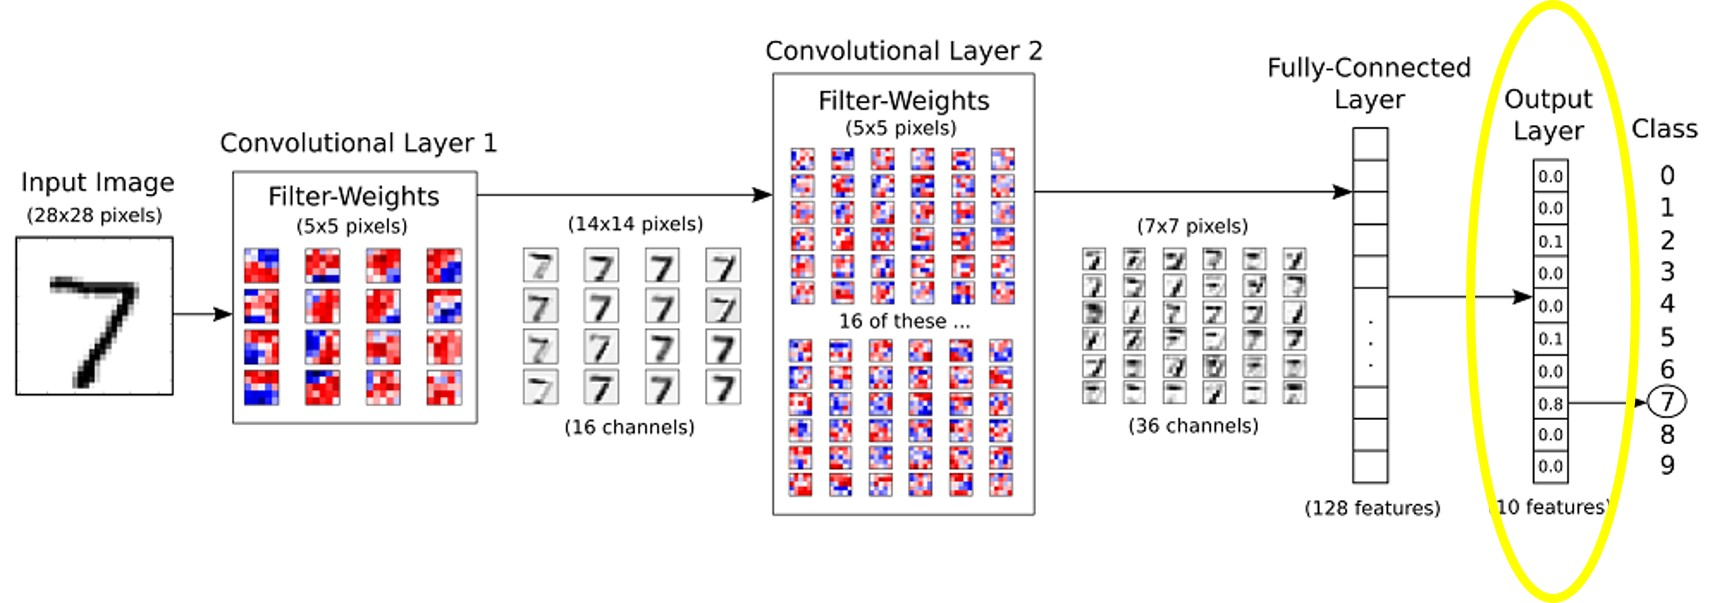 Input Image
(28x28 pixels)
Convolutional Layer 1
Filter-Weights
(5x5 pixels)
(14x14 pixels)
(16 channels)
Convolutional Layer 2
Filter-Weights
(5x5 pixels)
16 of these ...
(7x7 pixels)
(36 channels)
Fully-Connected
Layer
(128 features)
Output
Layer
0.0
0.0
0.1
0.0
0.0
0.1
0.0
0.8
0.0
0.0
(10 features)
Class
0
1
2
3
4
5
6
7
8
9